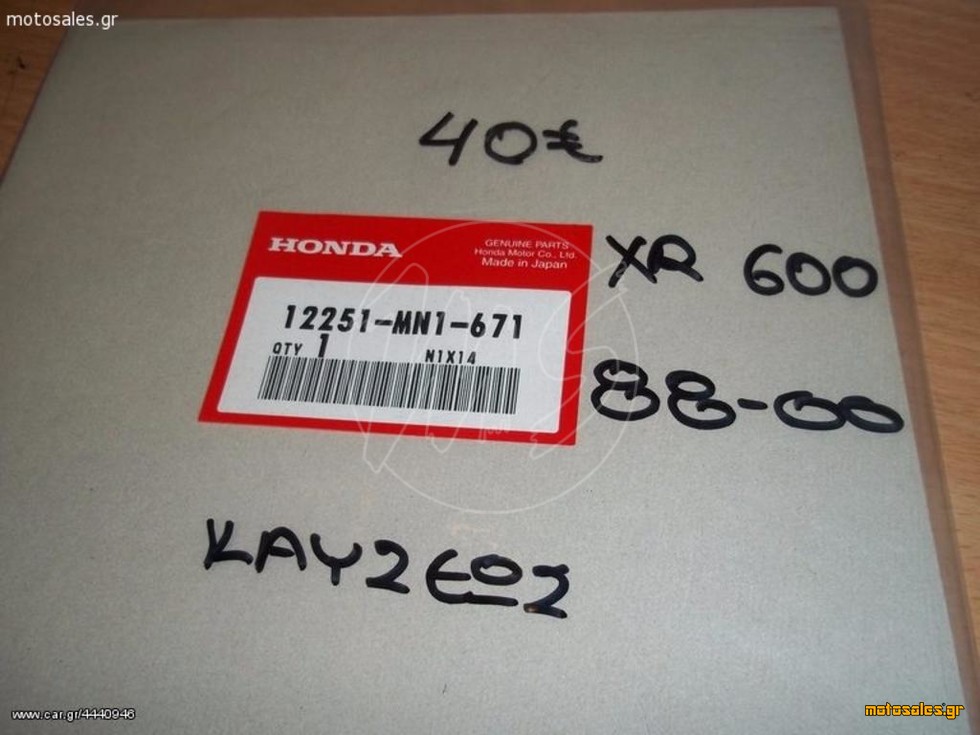 motosales.gr
40€
HONDA
GENUINE PARTS
Honda Motor Co., Ltd.
Made in Japan
12251-MN1-671
QTY 1 N1X14
XR 600
88-00
ΚΑΥΣΕΩΣ
www.car.gr/4440946
motosales.gr